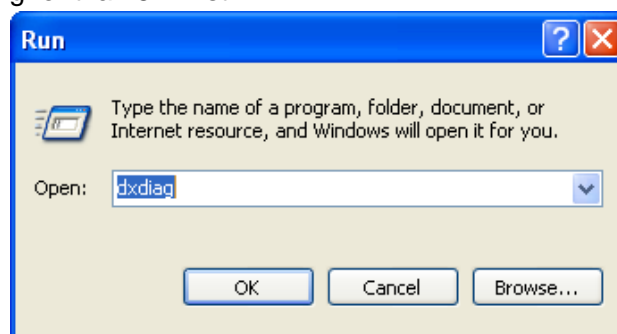 Run
Type the name of a program, folder, document, or
Internet resource, and Windows will open it for you.
Open: dxdiag
OK Cancel Browse...